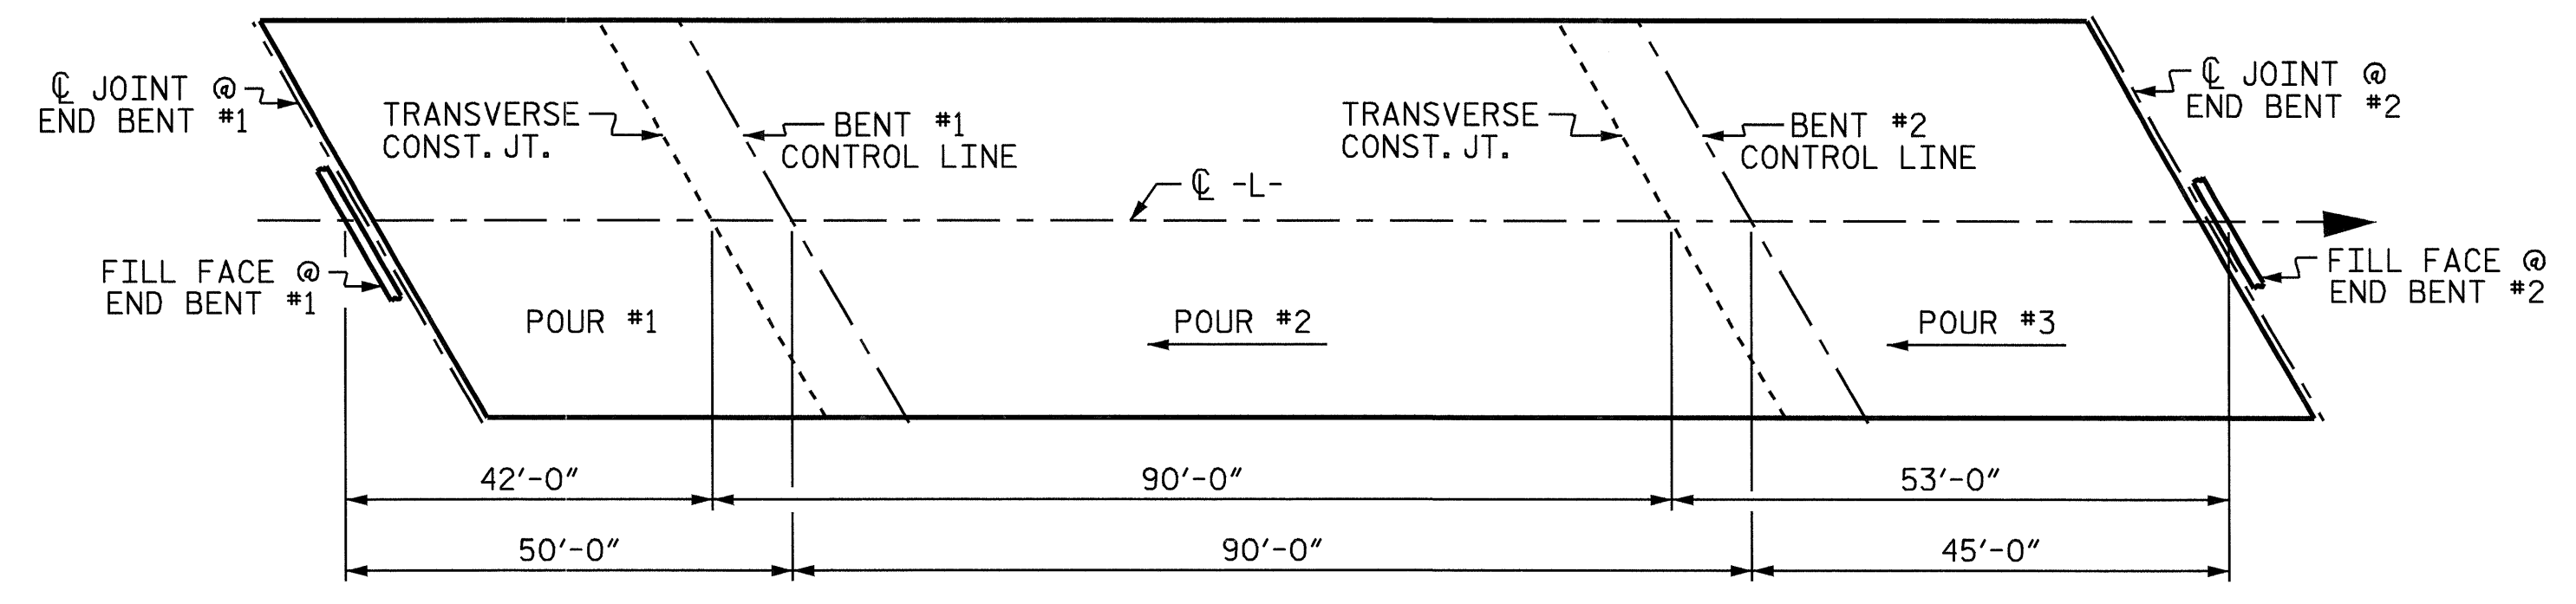 ℄ JOINT @
END BENT #1
TRANSVERSE
CONST. JT.
BENT #1
CONTROL LINE
℄ -L-
TRANSVERSE
CONST. JT.
BENT #2
CONTROL LINE
℄ JOINT @
END BENT #2
FILL FACE @
END BENT #1
FILL FACE @
END BENT #2
POUR #1
POUR #2
POUR #3
42'-0"
90'-0"
53'-0"
50'-0"
90'-0"
45'-0"